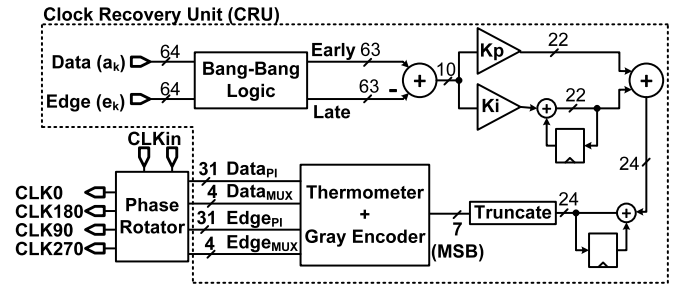 Clock Recovery Unit (CRU)
Data (ak) 64
Edge (ek) 64
Bang-Bang
Logic
Early 63
63
Late
-
+
10
Kp
22
Ki
+
22
+
24
CLKin
CLK0
CLK180
CLK90
CLK270
Phase
Rotator
31 DataPI
4 DataMUX
31 EdgePI
4 EdgeMUX
Thermometer
+
Gray Encoder
7
(MSB)
Truncate
24
+